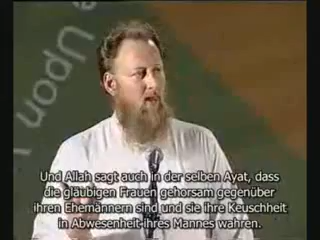 Upon
Und Allah sagt auch in der selben Ayat, dass
die gläubigen Frauen gehorsam gegenüber
ihren Ehemännern sind und sie ihre Keuschheit
in Abwesenheit ihres Mannes wahren.